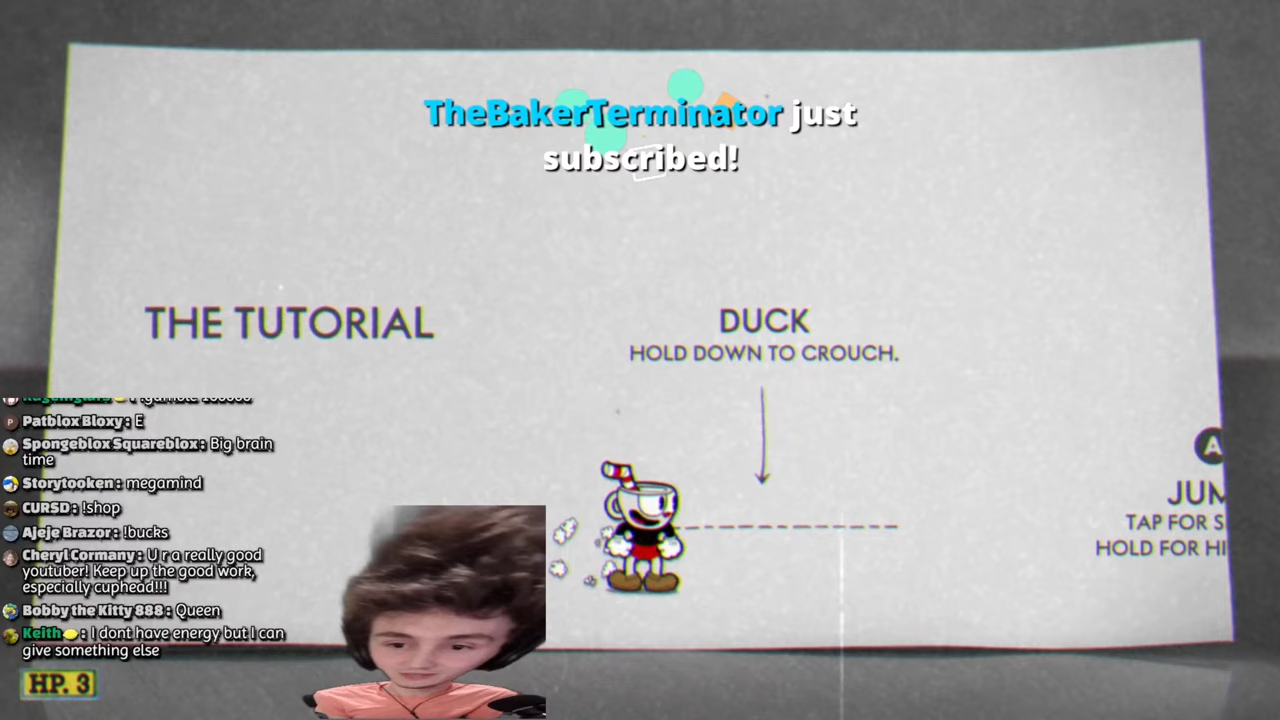 TheBakerTerminator just
subscribed!
THE TUTORIAL
DUCK
HOLD DOWN TO CROUCH.
A
JUM
TAP FOR S
HOLD FOR HI
Patblox Bloxy: E
Spongeblox Squareblox: Big brain
time
Storytooken: megamind
CURSD: !shop
Ajeje Brazor: !bucks
Cheryl Cormany: U r a really good
youtuber! Keep up the good work,
especially cuphead!!!
Bobby the Kitty 888: Queen
Keith🍋: I dont have energy but I can
give something else
HP. 3